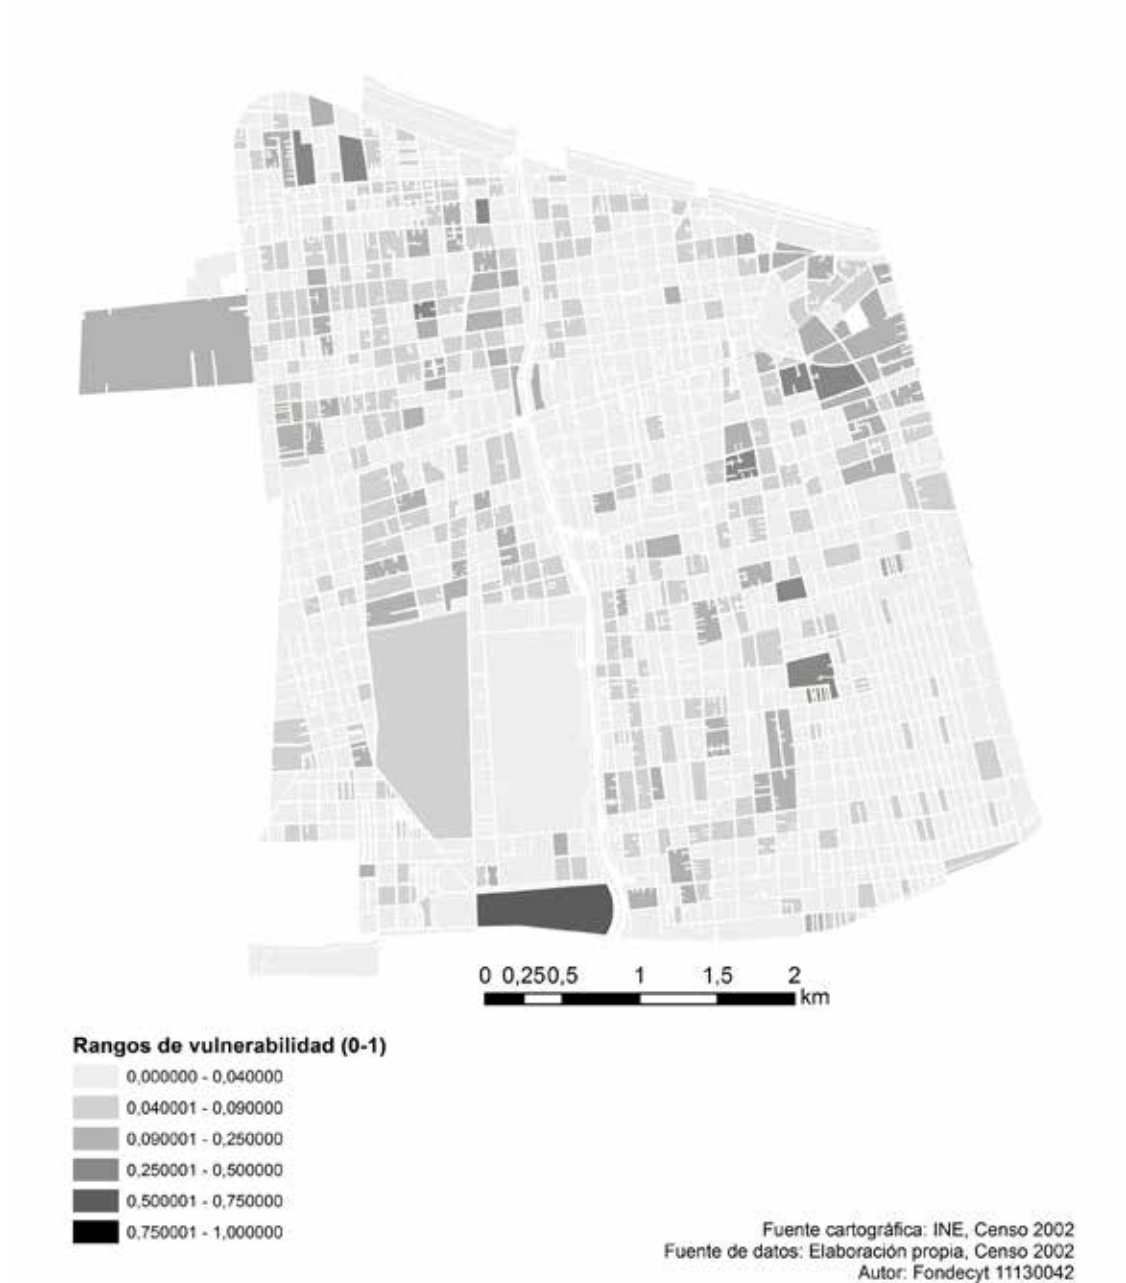 0 0,250,5 1 1,5 2
km
Rangos de vulnerabilidad (0-1)
0,000000 - 0,040000
0,040001 - 0,090000
0,090001 - 0,250000
0,250001 - 0,500000
0,500001 - 0,750000
0,750001 - 1,000000
Fuente cartográfica: INE, Censo 2002
Fuente de datos: Elaboración propia, Censo 2002
Autor: Fondecyt 11130042